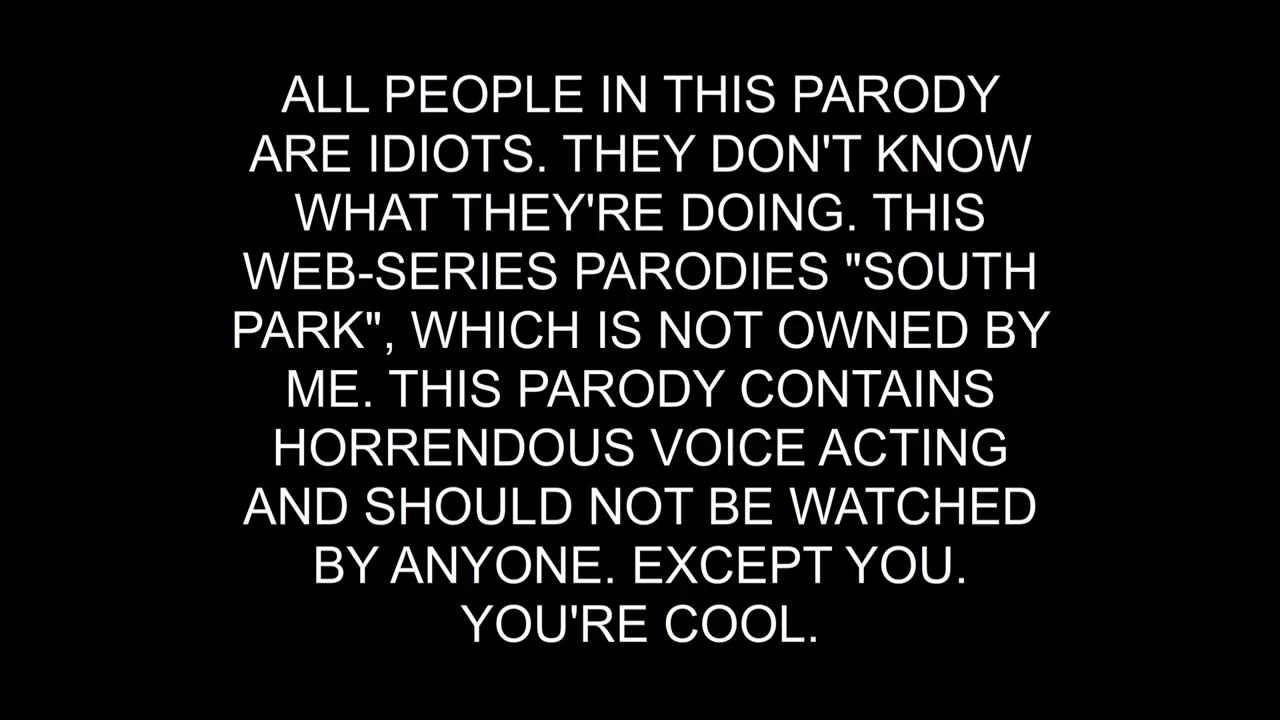 ALL PEOPLE IN THIS PARODY
ARE IDIOTS. THEY DON'T KNOW
WHAT THEY'RE DOING. THIS
WEB-SERIES PARODIES "SOUTH
PARK", WHICH IS NOT OWNED BY
ME. THIS PARODY CONTAINS
HORRENDOUS VOICE ACTING
AND SHOULD NOT BE WATCHED
BY ANYONE. EXCEPT YOU.
YOU'RE COOL.